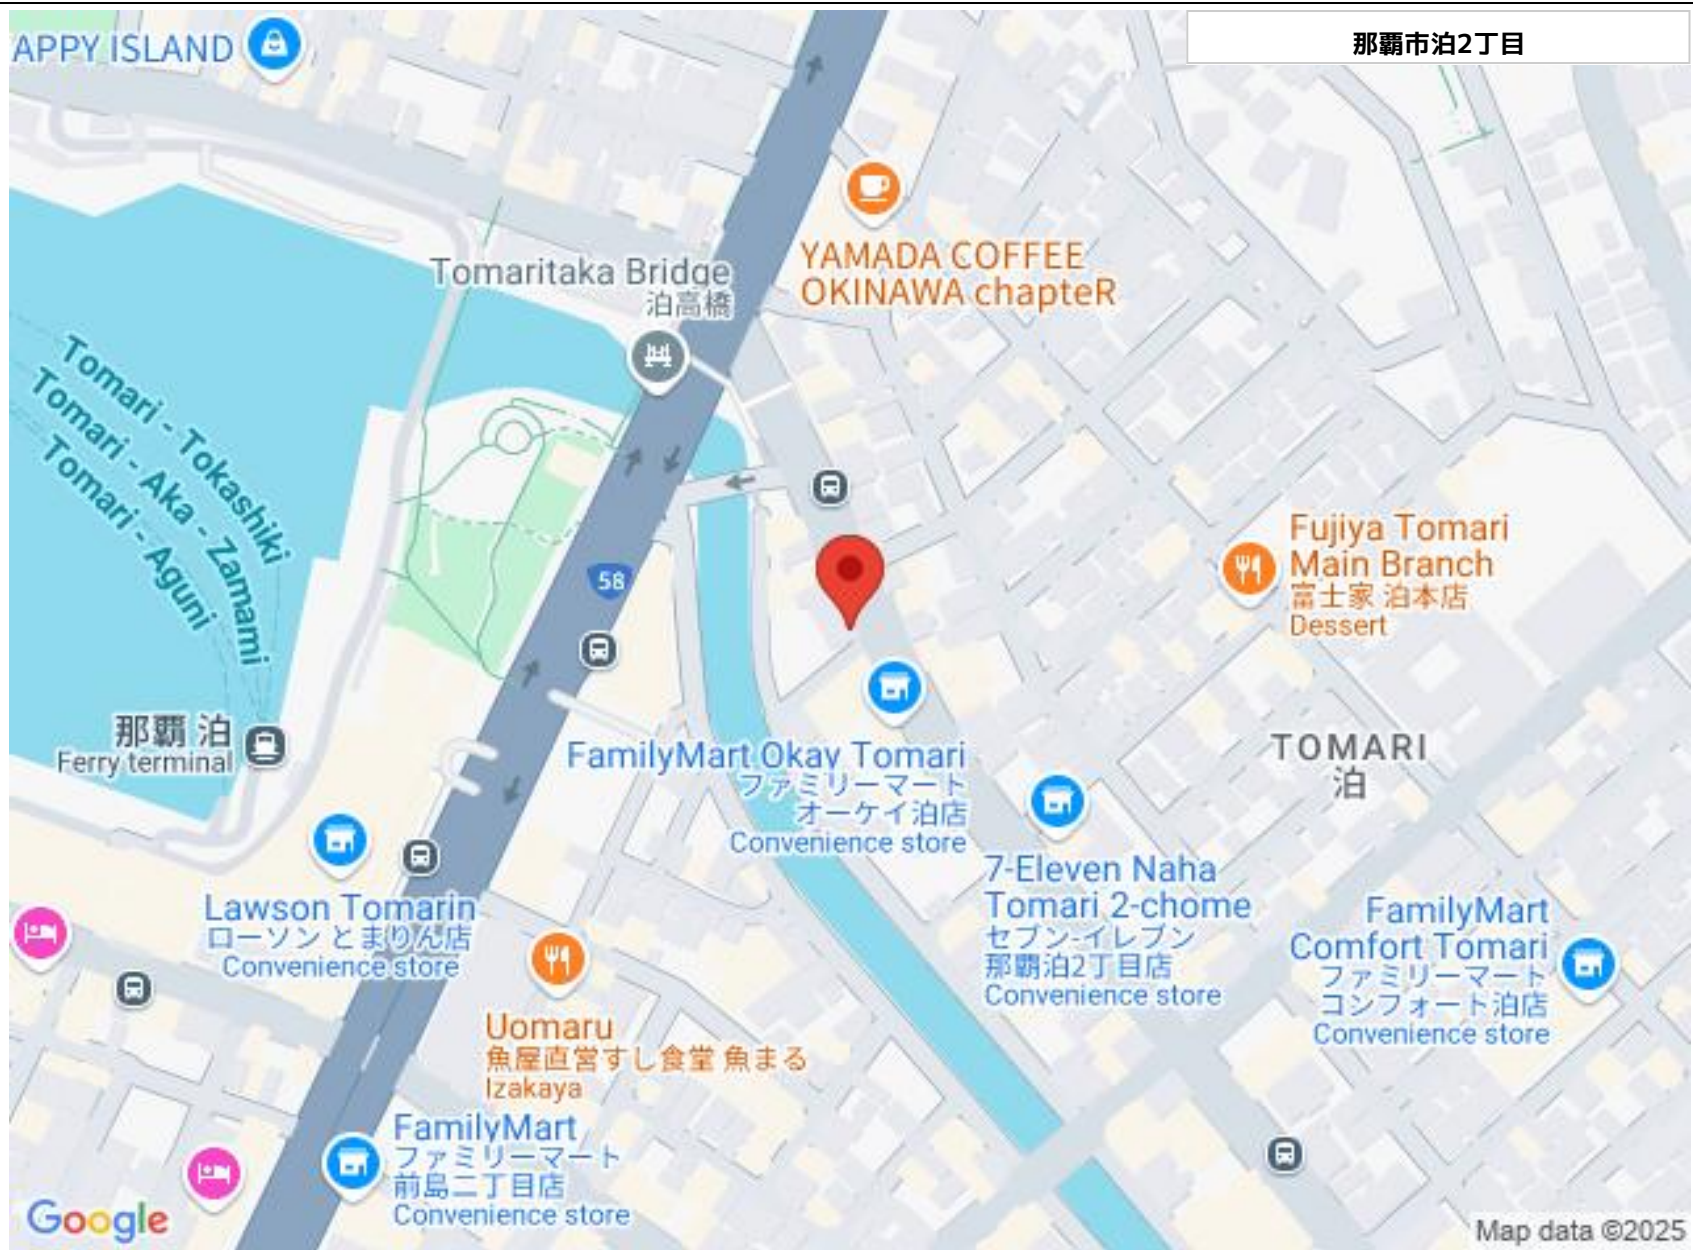 那覇市泊2丁目
APPY ISLAND
YAMADA COFFEE
OKINAWA chapteR
Tomaritaka Bridge
泊高橋
Tomari - Tokashiki
Tomari - Aka - Zamami
Tomari - Aguni
Fujiya Tomari
Main Branch
富士家 泊本店
Dessert
58
那覇 泊
Ferry terminal
FamilyMart Okay Tomari
ファミリーマート
オーケイ泊店
Convenience store
TOMARI
泊
7-Eleven Naha
Tomari 2-chome
セブン-イレブン
那覇泊2丁目店
Convenience store
Lawson Tomarin
ローソン とまりん店
Convenience store
FamilyMart
Comfort Tomari
ファミリーマート
コンフォート泊店
Convenience store
Uomaru
魚屋直営すし食堂 魚まる
Izakaya
FamilyMart
ファミリーマート
前島二丁目店
Convenience store
Google
Map data ©2025